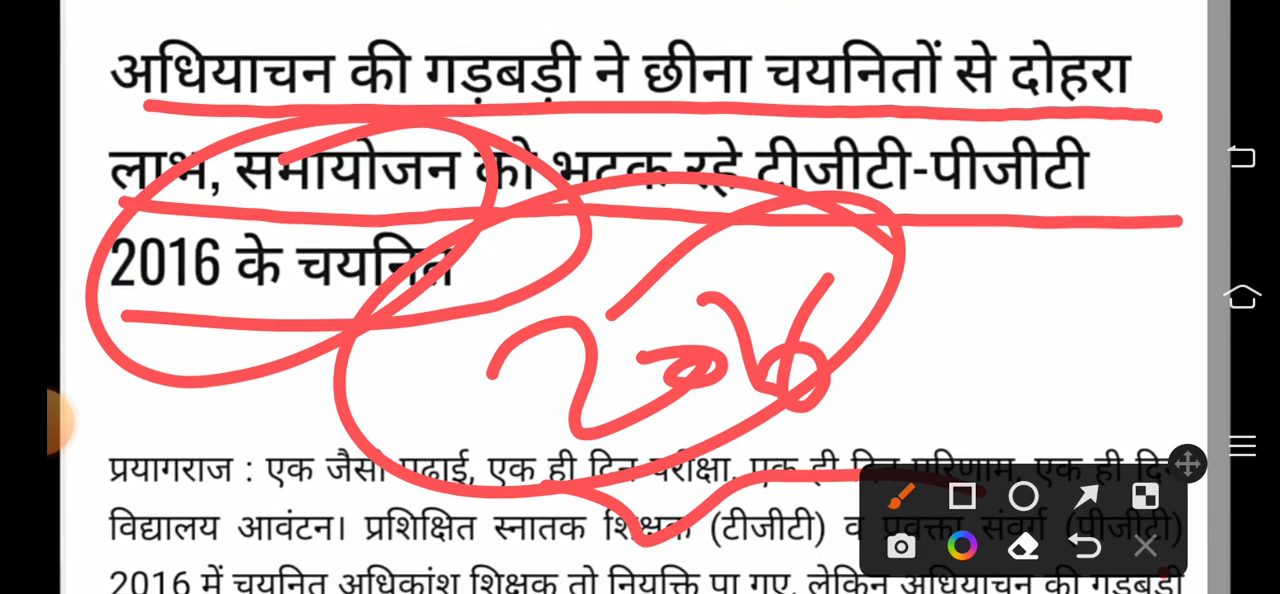 अधियाचन की गड़बड़ी ने छीना चयनितों से दोहरा
लाभ, समायोजन को भटक रहे टीजीटी-पीजीटी
2016 के चयनित
प्रयागराज : एक जैसी पढ़ाई, एक ही दिन परीक्षा, एक ही दिन परिणाम, एक ही दिन
विद्यालय आवंटन। प्रशिक्षित स्नातक शिक्षक (टीजीटी) व प्रवक्ता संवर्ग (पीजीटी)
2016 में चयनित अधिकांश शिक्षक तो नियुक्ति पा गए, लेकिन अधियाचन की गड़बड़ी